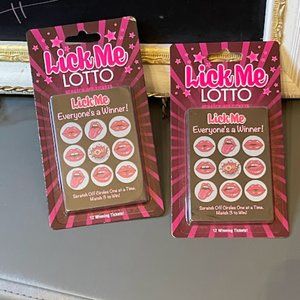 Lick Me
LOTTO
Lick Me
Everyone's a Winner!
Scratch Off Circles One at a Time.
Match 3 to Win!
12 Winning Tickets!
Lick Me
LOTTO
Lick Me
Everyone's a Winner!
Scratch Off Circles One at a Time.
Match 3 to Win!
12 Winning Tickets!